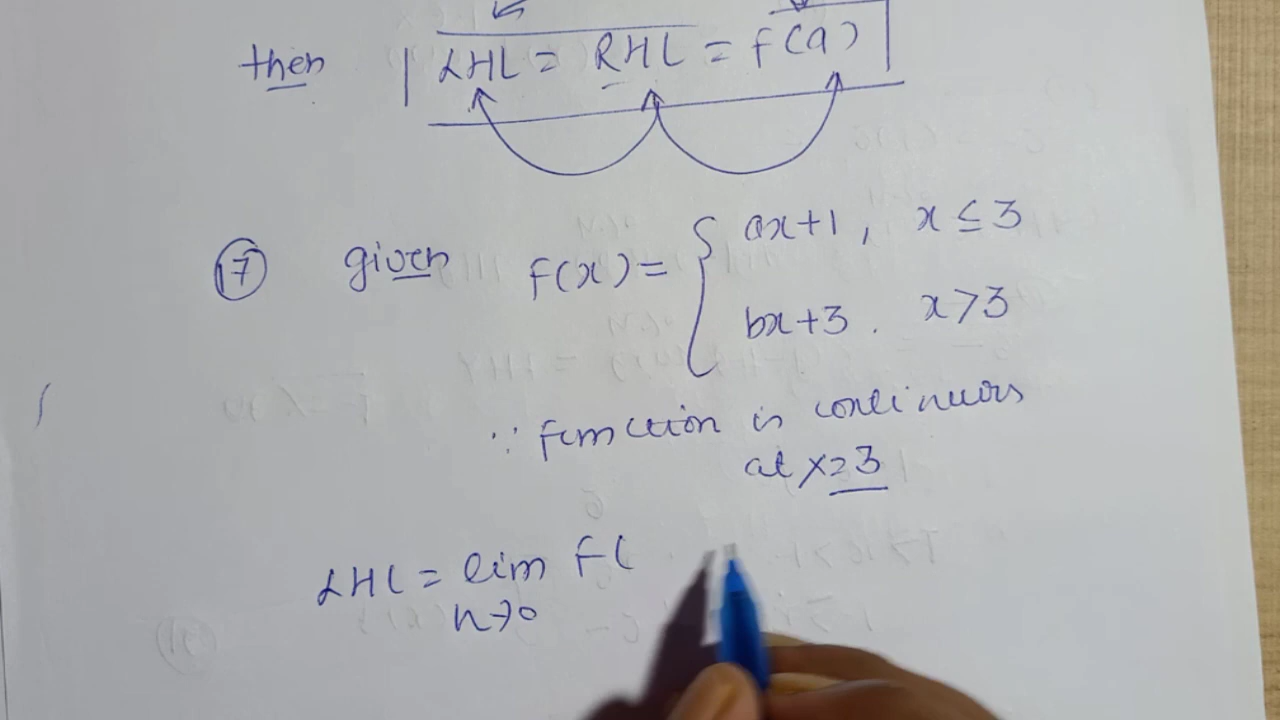 then | LHL = RHL = f(a) |
17 given f(x) = { ax+1, x ≤ 3
bx+3. x>3
∵ function is continuous
at x=3
LHL = lim f(
h→0